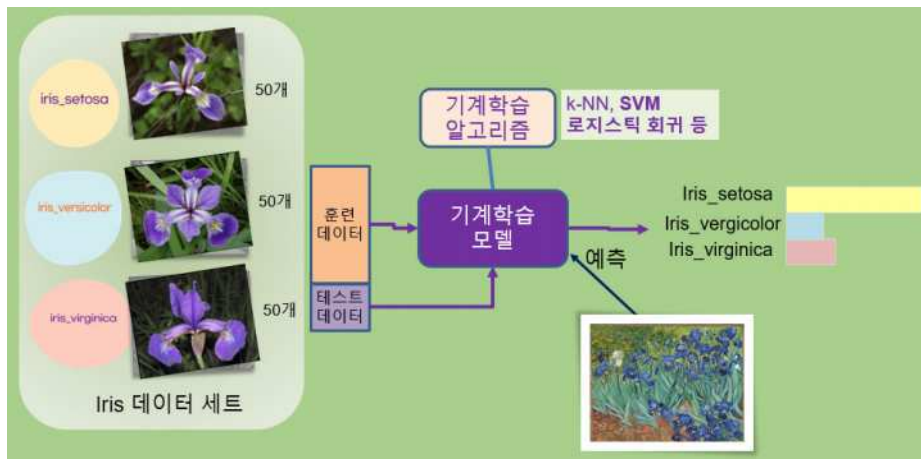 iris_setosa
50개
iris_versicolor
50개
iris_virginica
50개
Iris 데이터 세트
훈련
데이터
테스트
데이터
기계학습
알고리즘
k-NN, SVM
로지스틱 회귀 등
기계학습
모델
예측
Iris_setosa
Iris_vergicolor
Iris_virginica